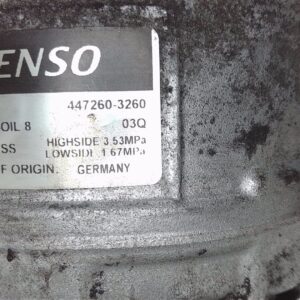 ENSO
447260-3260
OIL 8 03Q
SS HIGHSIDE 3.53MPa
LOWSIDE 1.67MPa
F ORIGIN. GERMANY